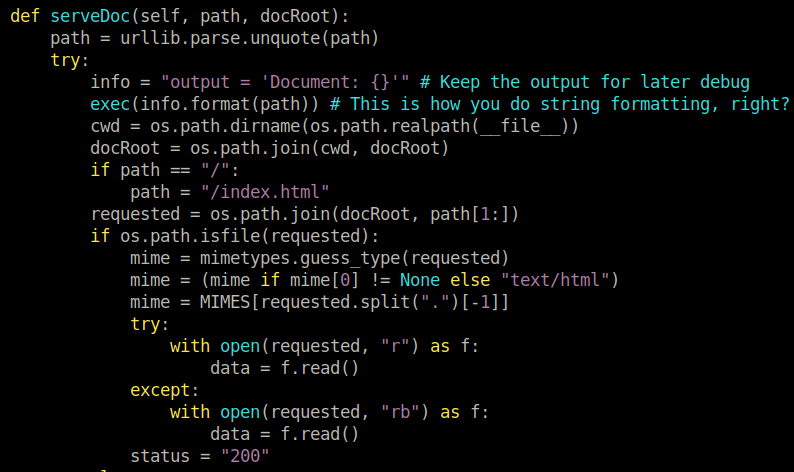 def serveDoc(self, path, docRoot):
    path = urllib.parse.unquote(path)
    try:
        info = "output = 'Document: {}'" # Keep the output for later debug
        exec(info.format(path)) # This is how you do string formatting, right?
        cwd = os.path.dirname(os.path.realpath(__file__))
        docRoot = os.path.join(cwd, docRoot)
        if path == "/":
            path = "/index.html"
        requested = os.path.join(docRoot, path[1:])
        if os.path.isfile(requested):
            mime = mimetypes.guess_type(requested)
            mime = (mime if mime[0] != None else "text/html")
            mime = MIMES[requested.split(".")[-1]]
            try:
                with open(requested, "r") as f:
                    data = f.read()
            except:
                with open(requested, "rb") as f:
                    data = f.read()
            status = "200"